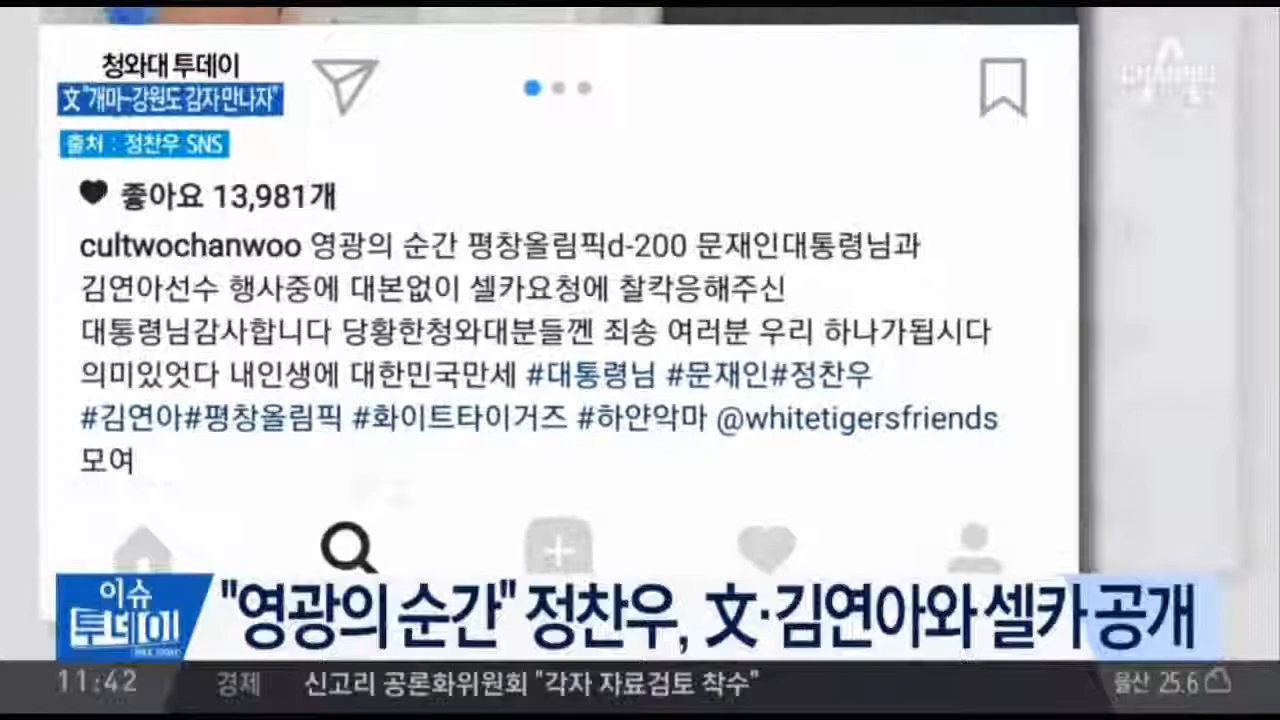 청와대 투데이
文 "개마-강원도 감자 만나자"
출처 : 정찬우 SNS
좋아요 13,981개
cultwochanwoo 영광의 순간 평창올림픽d-200 문재인대통령님과
김연아선수 행사중에 대본없이 셀카요청에 찰칵응해주신
대통령님감사합니다 당황한청와대분들껜 죄송 여러분 우리 하나가됩시다
의미있엇다 내인생에 대한민국만세 #대통령님 #문재인#정찬우
#김연아#평창올림픽 #화이트타이거즈 #하얀악마 @whitetigersfriends
모여
이슈
투데이
"영광의 순간" 정찬우, 文·김연아와 셀카 공개
11:42 경제 신고리 공론화위원회 "각자 자료검토 착수" 울산 25.6